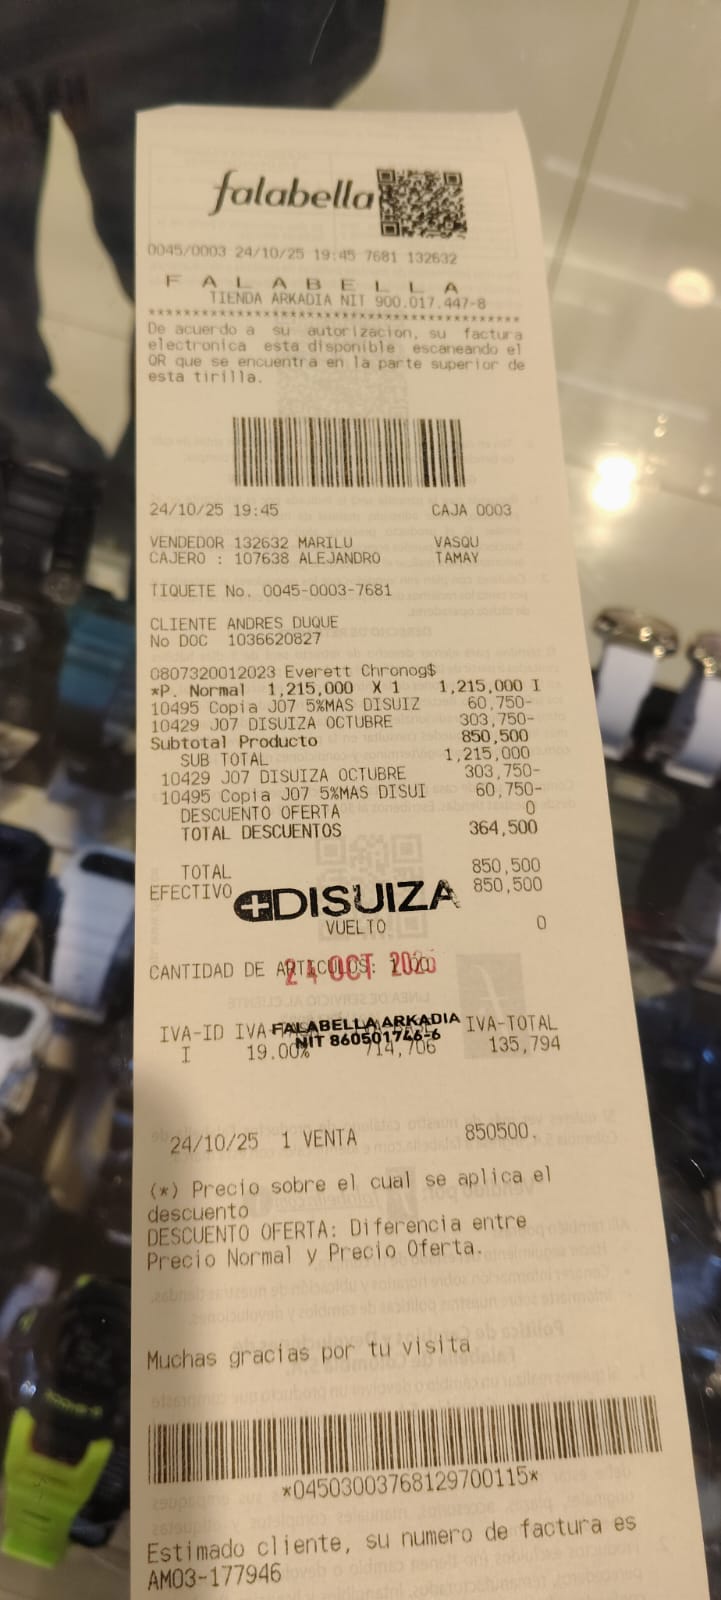 falabella
0045/0003 24/10/25 19:45 7681 132632
F A L A B E L L A
TIENDA ARKADIA NIT 900.017.447-8
****************************************
De acuerdo a su autorizacion, su factura
electronica esta disponible escaneando el
QR que se encuentra en la parte superior de
esta tirilla.
24/10/25 19:45 CAJA 0003
VENDEDOR 132632 MARILU VASQU
CAJERO : 107638 ALEJANDRO TAMAY
TIQUETE No. 0045-0003-7681
CLIENTE ANDRES DUQUE
No DOC 1036620827
0807320012023 Everett Chronog$
*P. Normal 1,215,000 X 1 1,215,000 I
10495 Copia J07 5%MAS DISUIZ 60,750-
10429 J07 DISUIZA OCTUBRE 303,750-
Subtotal Producto 850,500
SUB TOTAL 1,215,000
10429 J07 DISUIZA OCTUBRE 303,750-
10495 Copia J07 5%MAS DISUI 60,750-
DESCUENTO OFERTA 0
TOTAL DESCUENTOS 364,500
TOTAL 850,500
EFECTIVO 850,500
DISUIZA
VUELTO 0
CANTIDAD DE ARTICULOS:
24 OCT
FALABELLA ARKADIA
NIT 860501746-6
IVA-ID IVA- IVA-TOTAL
I 19.00% 714,706 135,794
24/10/25 1 VENTA 850500.
(*) Precio sobre el cual se aplica el
descuento
DESCUENTO OFERTA: Diferencia entre
Precio Normal y Precio Oferta.
Muchas gracias por tu visita
*04503003768129700115*
Estimado cliente, su numero de factura es
AM03-177946